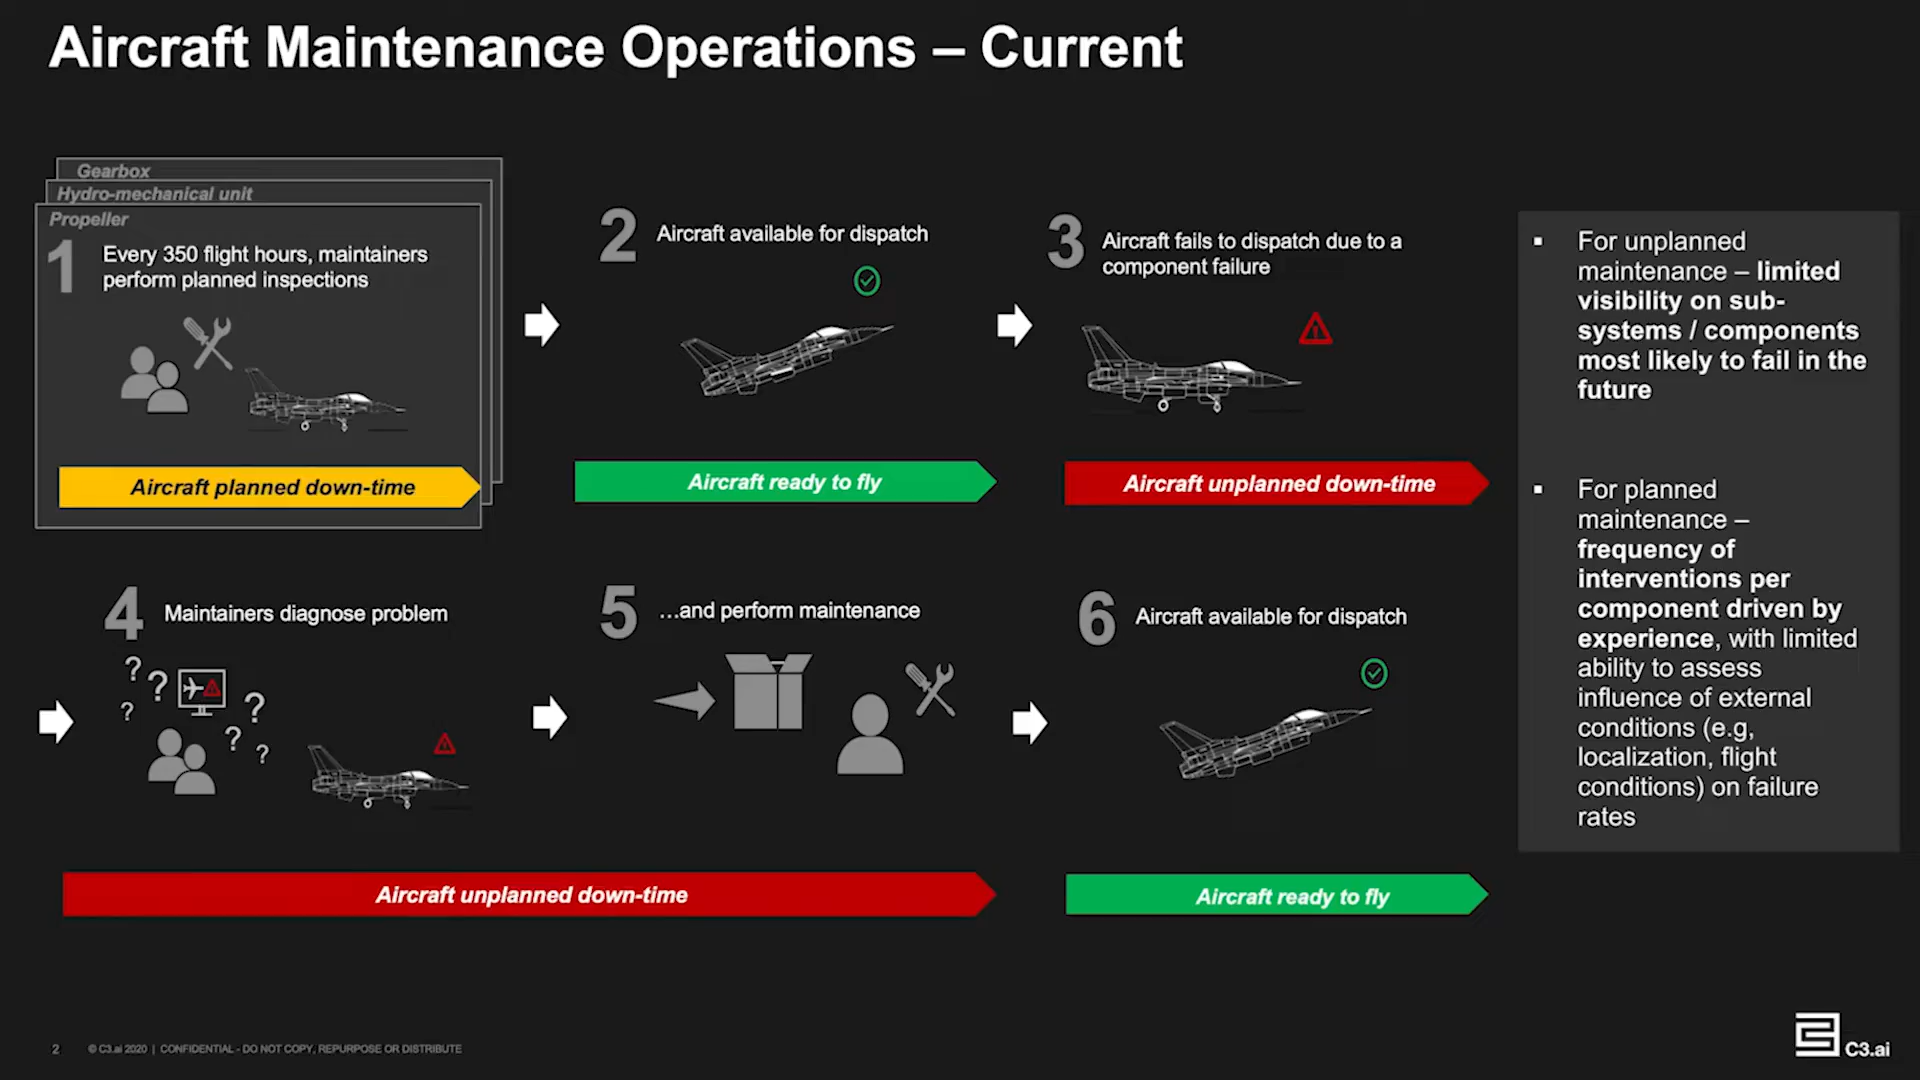 Aircraft Maintenance Operations – Current
Gearbox
Hydro-mechanical unit
Propeller
1
Every 350 flight hours, maintainers
perform planned inspections
Aircraft planned down-time
2
Aircraft available for dispatch
Aircraft ready to fly
3
Aircraft fails to dispatch due to a
component failure
Aircraft unplanned down-time
4
Maintainers diagnose problem
? ? ? ? ? ?
5
...and perform maintenance
Aircraft unplanned down-time
6
Aircraft available for dispatch
Aircraft ready to fly
▪ For unplanned
maintenance – limited
visibility on sub-
systems / components
most likely to fail in the
future
▪ For planned
maintenance –
frequency of
interventions per
component driven by
experience, with limited
ability to assess
influence of external
conditions (e.g,
localization, flight
conditions) on failure
rates
2 © C3.ai 2020 | CONFIDENTIAL - DO NOT COPY, REPURPOSE OR DISTRIBUTE
C3.ai